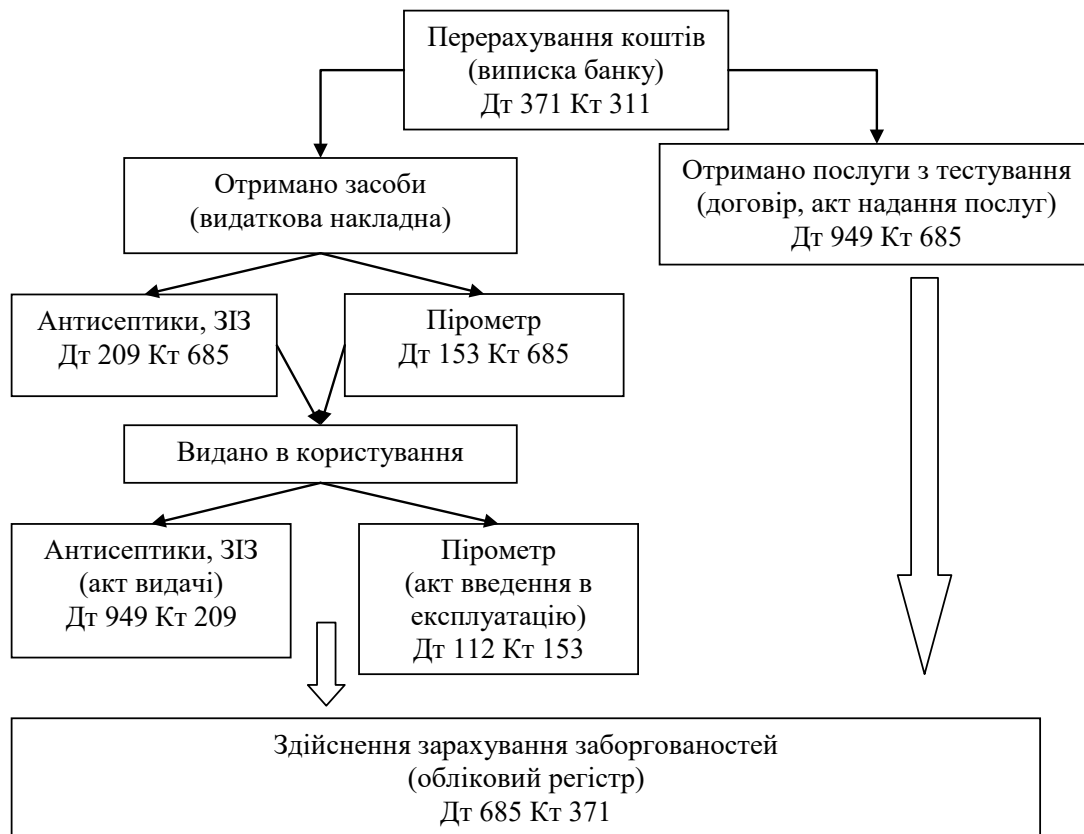 Перерахування коштів
(виписка банку)
Дт 371 Кт 311
Отримано засоби
(видаткова накладна)
Отримано послуги з тестування
(договір, акт надання послуг)
Дт 949 Кт 685
Антисептики, ЗІЗ
Дт 209 Кт 685
Пірометр
Дт 153 Кт 685
Видано в користування
Антисептики, ЗІЗ
(акт видачі)
Дт 949 Кт 209
Пірометр
(акт введення в
експлуатацію)
Дт 112 Кт 153
Здійснення зарахування заборгованостей
(обліковий регістр)
Дт 685 Кт 371